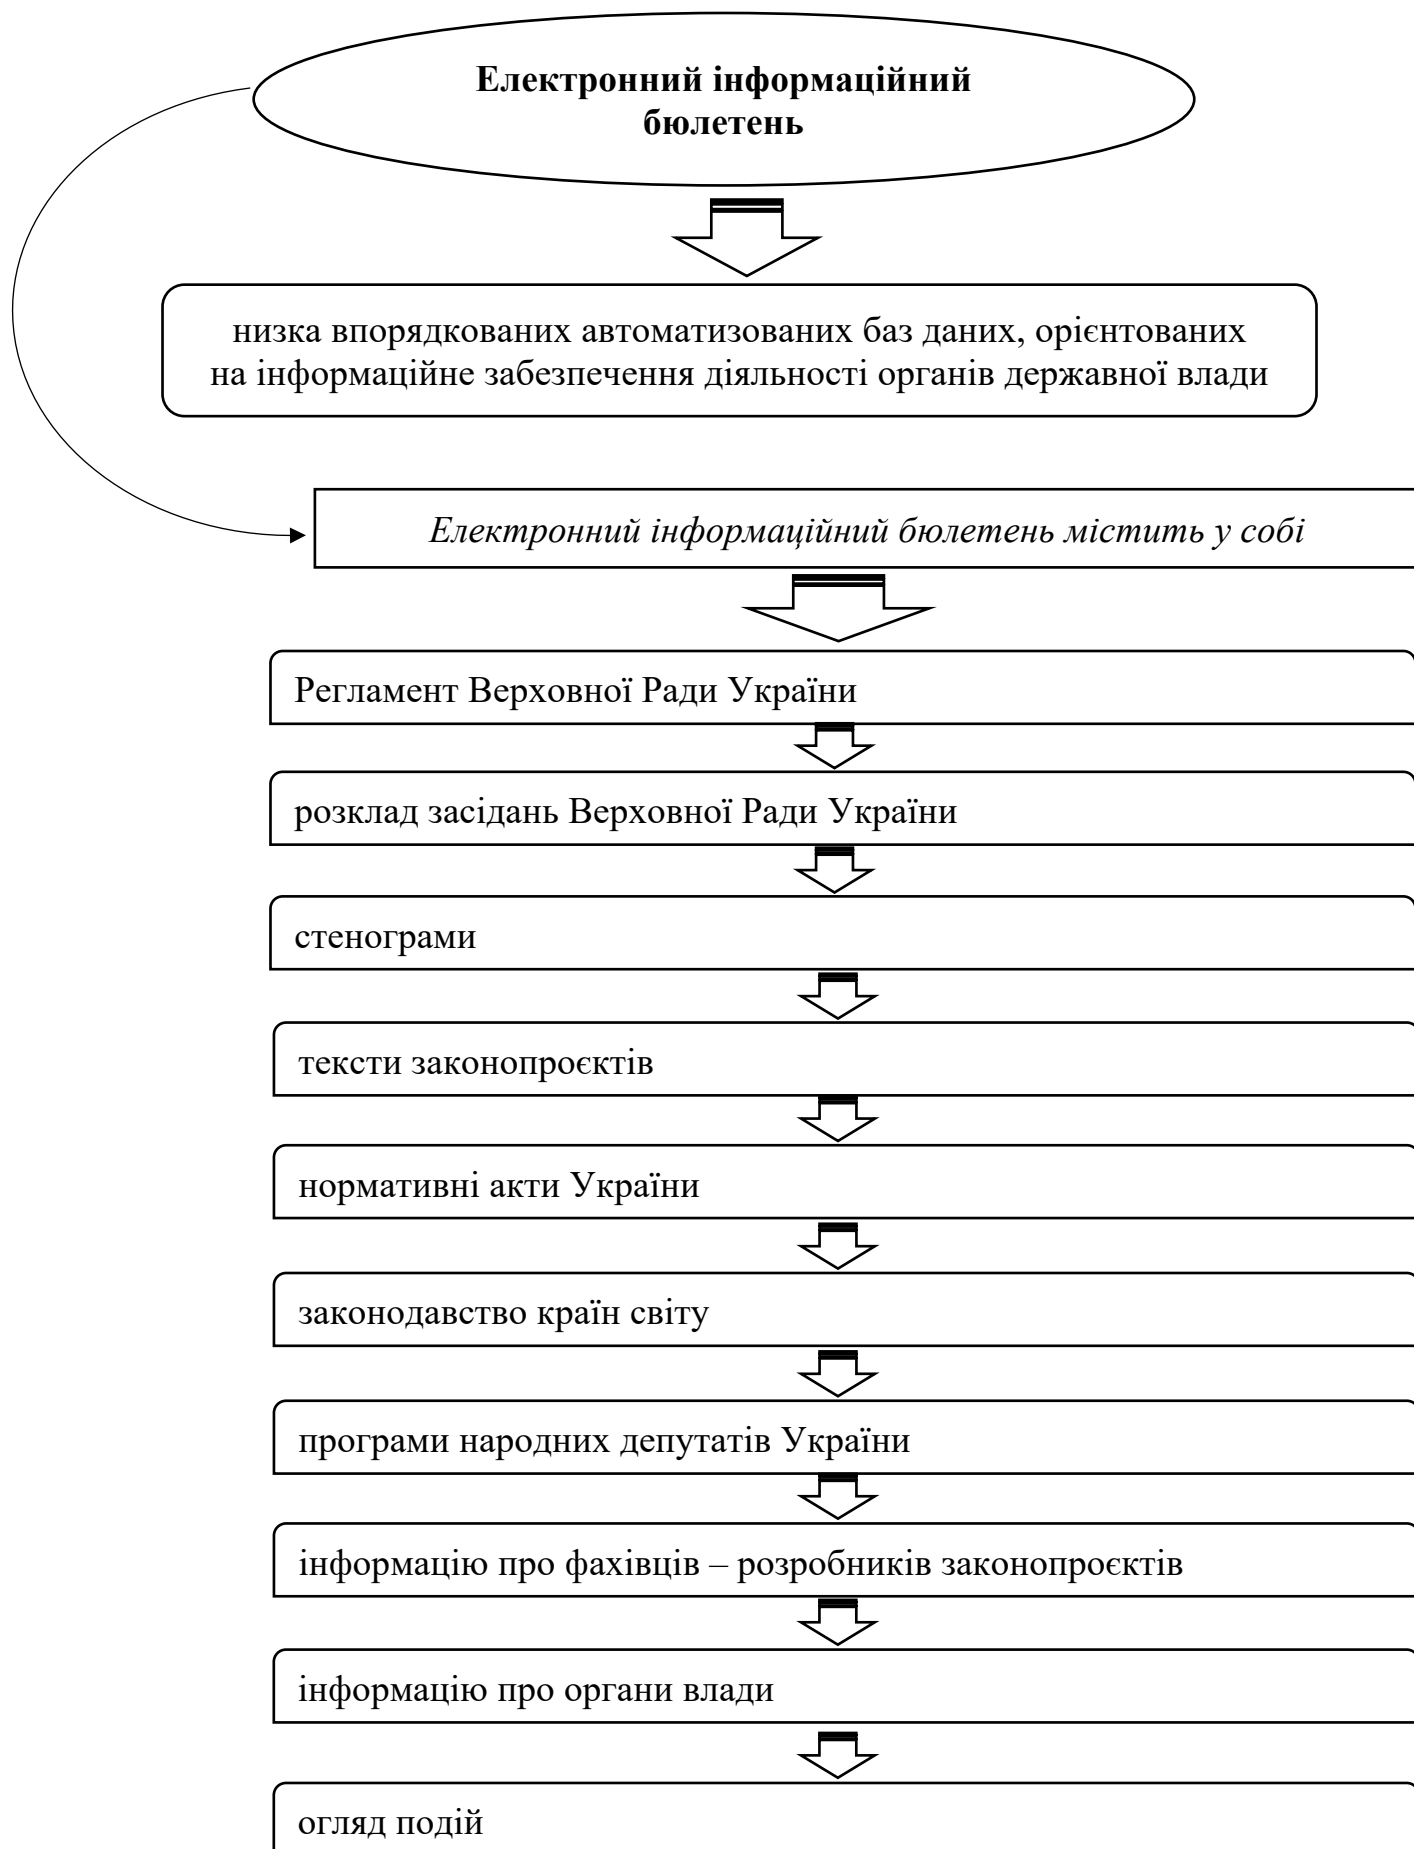 Електронний інформаційний
бюлетень
низка впорядкованих автоматизованих баз даних, орієнтованих
на інформаційне забезпечення діяльності органів державної влади
Електронний інформаційний бюлетень містить у собі
Регламент Верховної Ради України
розклад засідань Верховної Ради України
стенограми
тексти законопроєктів
нормативні акти України
законодавство країн світу
програми народних депутатів України
інформацію про фахівців – розробників законопроєктів
інформацію про органи влади
огляд подій